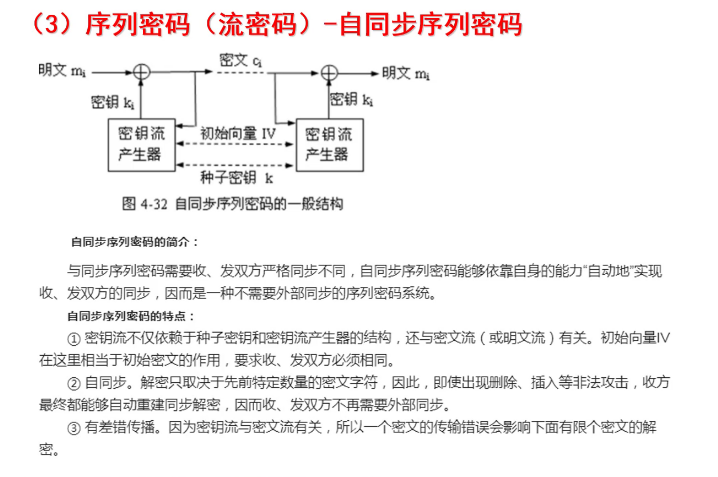 （3）序列密码（流密码）-自同步序列密码
明文 mᵢ
密文 cᵢ
明文 mᵢ
密钥 kᵢ
密钥 kᵢ
密钥流
产生器
初始向量 IV
密钥流
产生器
种子密钥 k
图 4-32 自同步序列密码的一般结构
自同步序列密码的简介：
与同步序列密码需要收、发双方严格同步不同，自同步序列密码能够依靠自身的能力“自动地”实现
收、发双方的同步，因而是一种不需要外部同步的序列密码系统。
自同步序列密码的特点：
① 密钥流不仅依赖于种子密钥和密钥流产生器的结构，还与密文流（或明文流）有关。初始向量IV
在这里相当于初始密文的作用，要求收、发双方必须相同。
② 自同步。解密只取决于先前特定数量的密文字符，因此，即使出现删除、插入等非法攻击，收方
最终都能够自动重建同步解密，因而收、发双方不再需要外部同步。
③ 有差错传播。因为密钥流与密文流有关，所以一个密文的传输错误会影响下面有限个密文的解
密。